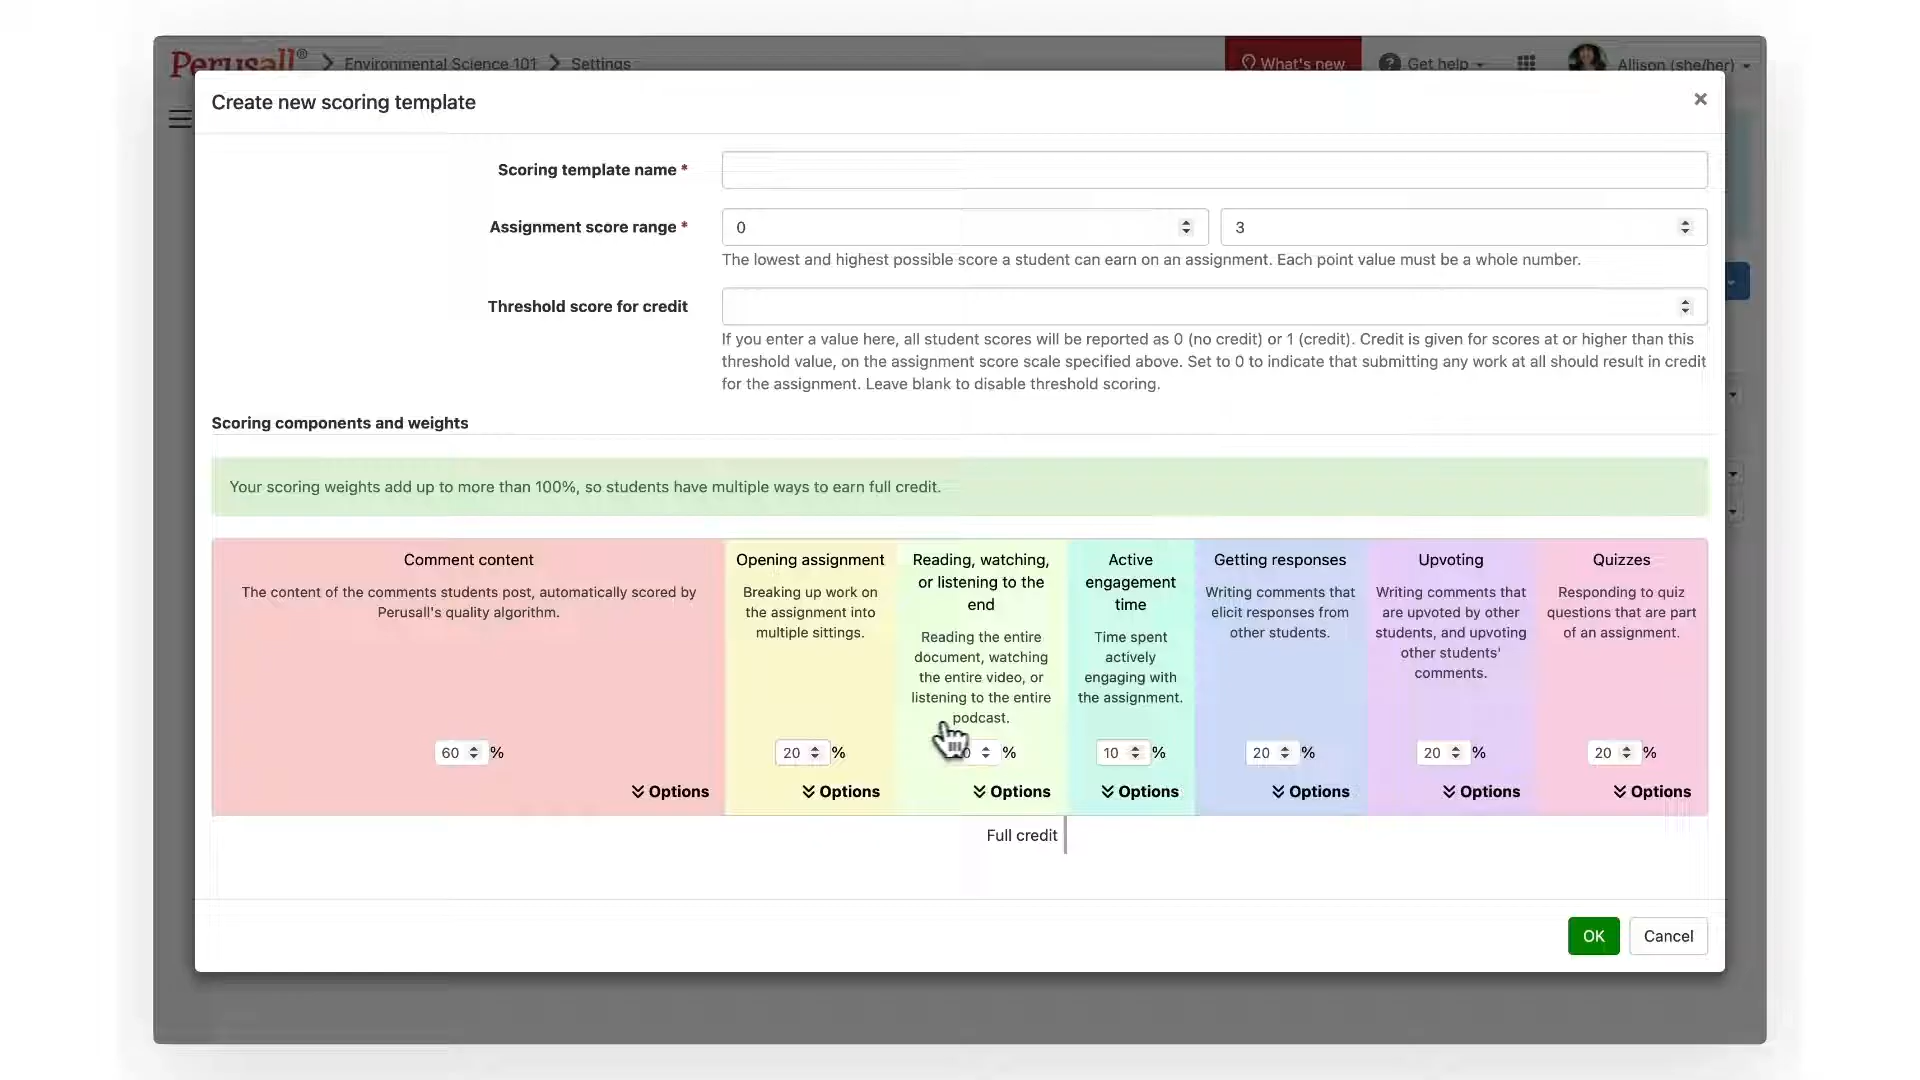 Perusall® Environmental Science 101 Settings What's new Get help Allison (she/her)
Create new scoring template ×
Scoring template name *
Assignment score range * 0 3
The lowest and highest possible score a student can earn on an assignment. Each point value must be a whole number.
Threshold score for credit
If you enter a value here, all student scores will be reported as 0 (no credit) or 1 (credit). Credit is given for scores at or higher than this
threshold value, on the assignment score scale specified above. Set to 0 to indicate that submitting any work at all should result in credit
for the assignment. Leave blank to disable threshold scoring.
Scoring components and weights
Your scoring weights add up to more than 100%, so students have multiple ways to earn full credit.
Comment content
The content of the comments students post, automatically scored by
Perusall's quality algorithm.
60 %
Options
Opening assignment
Breaking up work on
the assignment into
multiple sittings.
20 %
Options
Reading, watching,
or listening to the
end
Reading the entire
document, watching
the entire video, or
listening to the entire
podcast.
%
Options
Active
engagement
time
Time spent
actively
engaging with
the assignment.
10 %
Options
Getting responses
Writing comments that
elicit responses from
other students.
20 %
Options
Upvoting
Writing comments that
are upvoted by other
students, and upvoting
other students'
comments.
20 %
Options
Quizzes
Responding to quiz
questions that are part
of an assignment.
20 %
Options
Full credit
OK Cancel